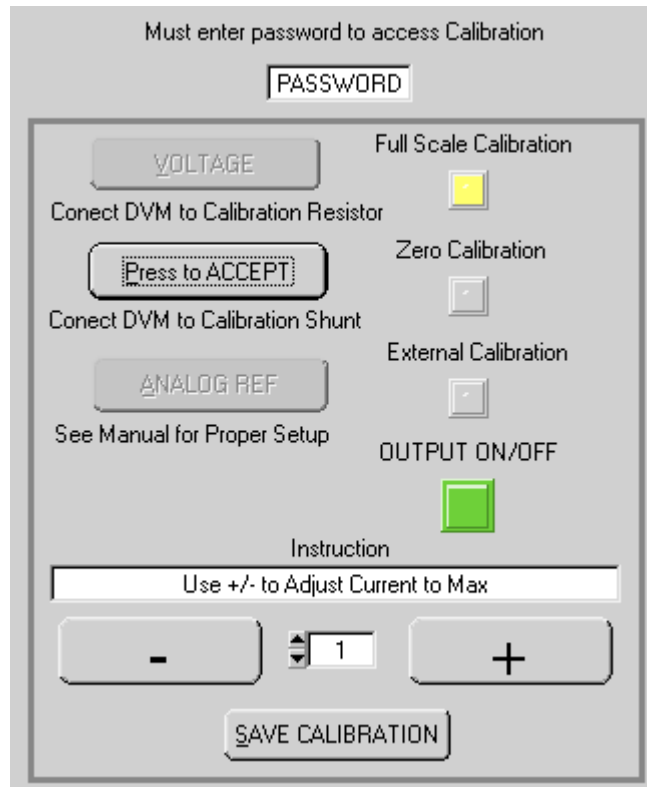 Must enter password to access Calibration
PASSWORD
VOLTAGE
Full Scale Calibration
Conect DVM to Calibration Resistor
Press to ACCEPT
Zero Calibration
Conect DVM to Calibration Shunt
ANALOG REF
External Calibration
See Manual for Proper Setup
OUTPUT ON/OFF
Instruction
Use +/- to Adjust Current to Max
- 1 +
SAVE CALIBRATION